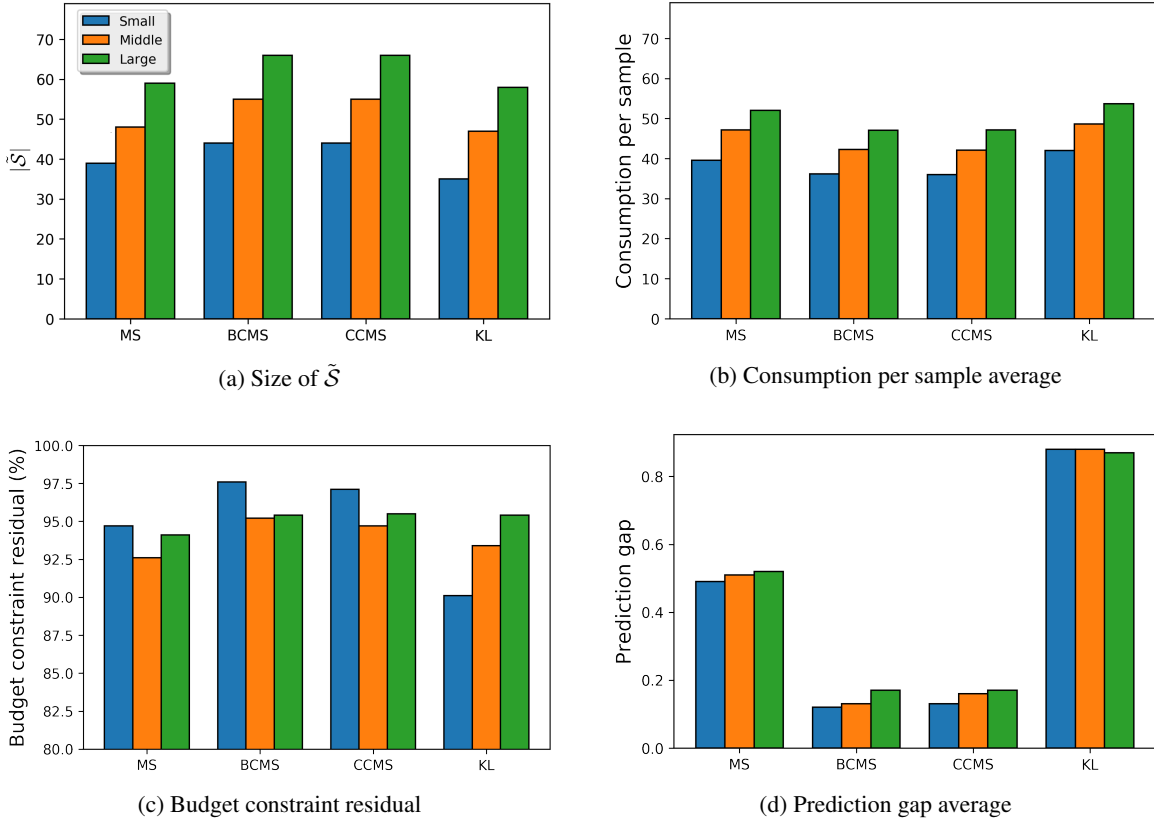 |S̃|
70
60
50
40
30
20
10
0
Small
Middle
Large
MS BCMS CCMS KL
(a) Size of S̃
Consumption per sample
70
60
50
40
30
20
10
0
MS BCMS CCMS KL
(b) Consumption per sample average
Budget constraint residual (%)
100.0
97.5
95.0
92.5
90.0
87.5
85.0
82.5
80.0
MS BCMS CCMS KL
(c) Budget constraint residual
Prediction gap
0.8
0.6
0.4
0.2
0.0
MS BCMS CCMS KL
(d) Prediction gap average